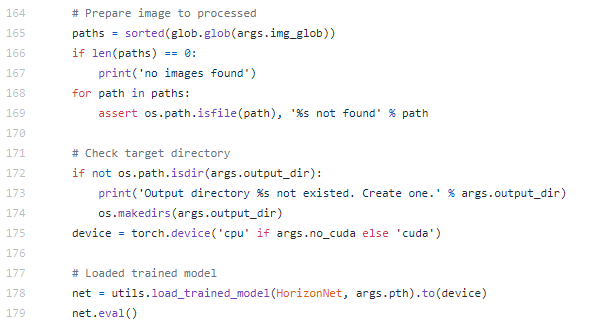 164 # Prepare image to processed
165 paths = sorted(glob.glob(args.img_glob))
166 if len(paths) == 0:
167 print('no images found')
168 for path in paths:
169 assert os.path.isfile(path), '%s not found' % path
170
171 # Check target directory
172 if not os.path.isdir(args.output_dir):
173 print('Output directory %s not existed. Create one.' % args.output_dir)
174 os.makedirs(args.output_dir)
175 device = torch.device('cpu' if args.no_cuda else 'cuda')
176
177 # Loaded trained model
178 net = utils.load_trained_model(HorizonNet, args.pth).to(device)
179 net.eval()